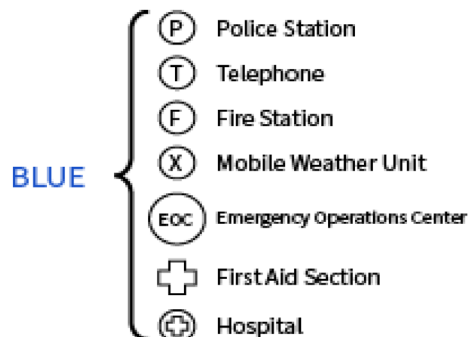 P Police Station
T Telephone
F Fire Station
X Mobile Weather Unit
BLUE
EOC Emergency Operations Center
First Aid Section
Hospital